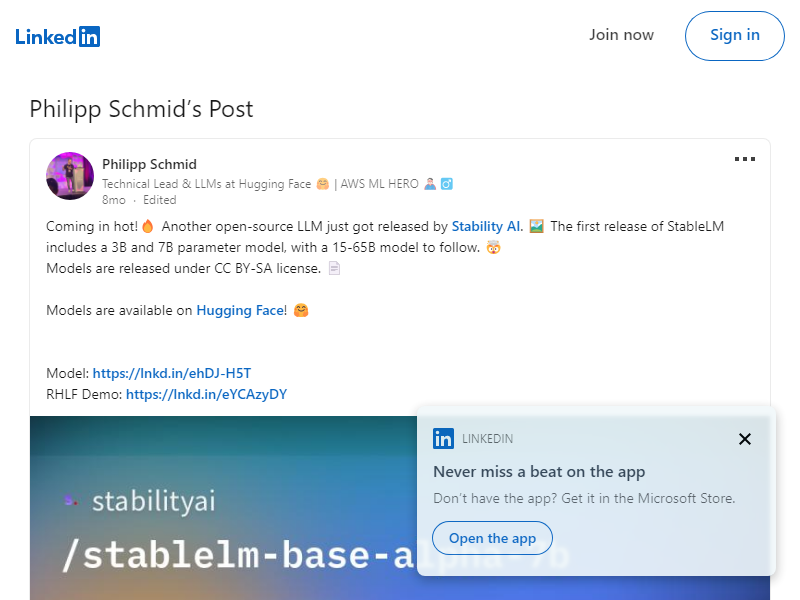 LinkedIn
Join now
Sign in
Philipp Schmid's Post
Philipp Schmid
Technical Lead & LLMs at Hugging Face 🤗 | AWS ML HERO 🦸🏻‍♂️
8mo · Edited
Coming in hot!🔥 Another open-source LLM just got released by Stability AI. 🖼️ The first release of StableLM
includes a 3B and 7B parameter model, with a 15-65B model to follow. 🤯
Models are released under CC BY-SA license. 📄
Models are available on Hugging Face! 🤗
Model: https://lnkd.in/ehDJ-H5T
RHLF Demo: https://lnkd.in/eYCAzyDY
stabilityai
/stablelm-base-alpha-7b
LINKEDIN
Never miss a beat on the app
Don't have the app? Get it in the Microsoft Store.
Open the app